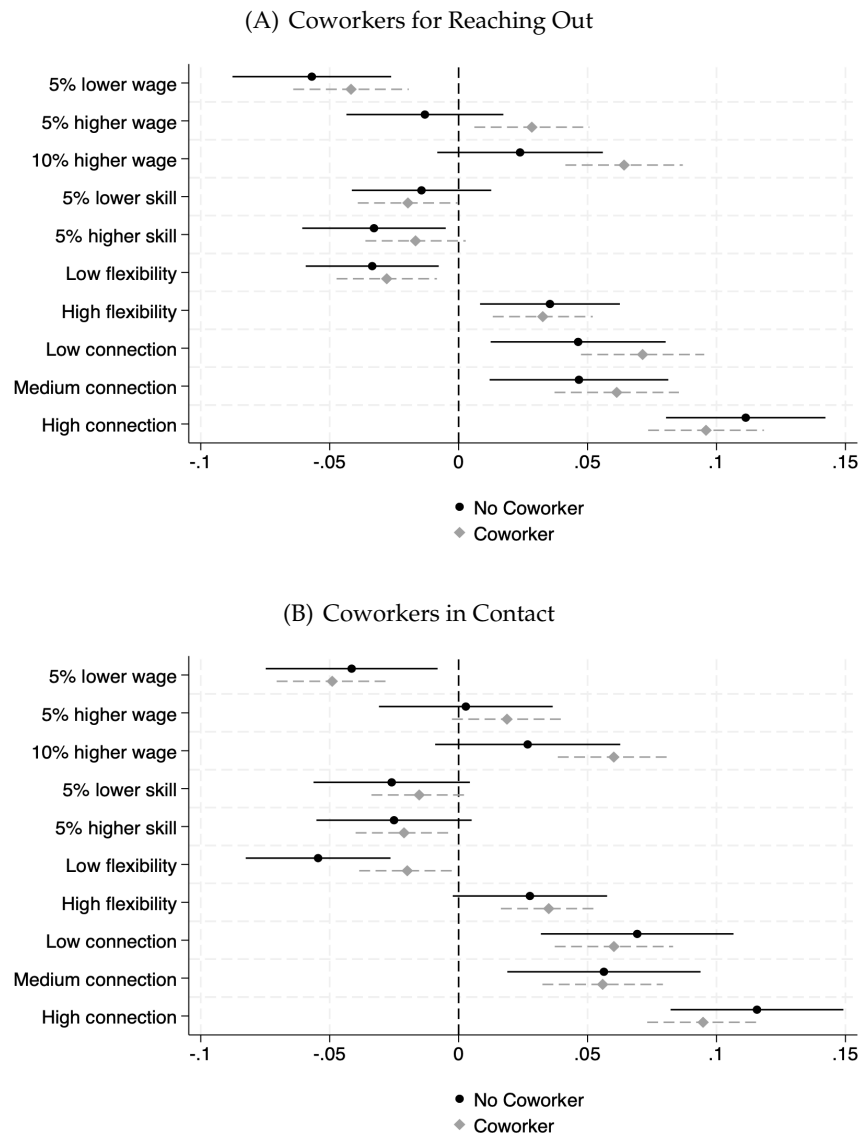 (A) Coworkers for Reaching Out
5% lower wage
5% higher wage
10% higher wage
5% lower skill
5% higher skill
Low flexibility
High flexibility
Low connection
Medium connection
High connection
-.1 -.05 0 .05 .1 .15
No Coworker
Coworker
(B) Coworkers in Contact
5% lower wage
5% higher wage
10% higher wage
5% lower skill
5% higher skill
Low flexibility
High flexibility
Low connection
Medium connection
High connection
-.1 -.05 0 .05 .1 .15
No Coworker
Coworker